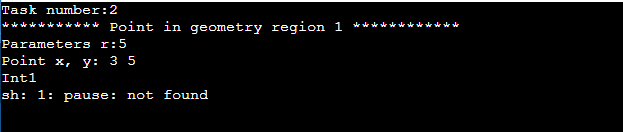 Task number:2
*********** Point in geometry region 1 ************
Parameters r:5
Point x, y: 3 5
Int1
sh: 1: pause: not found